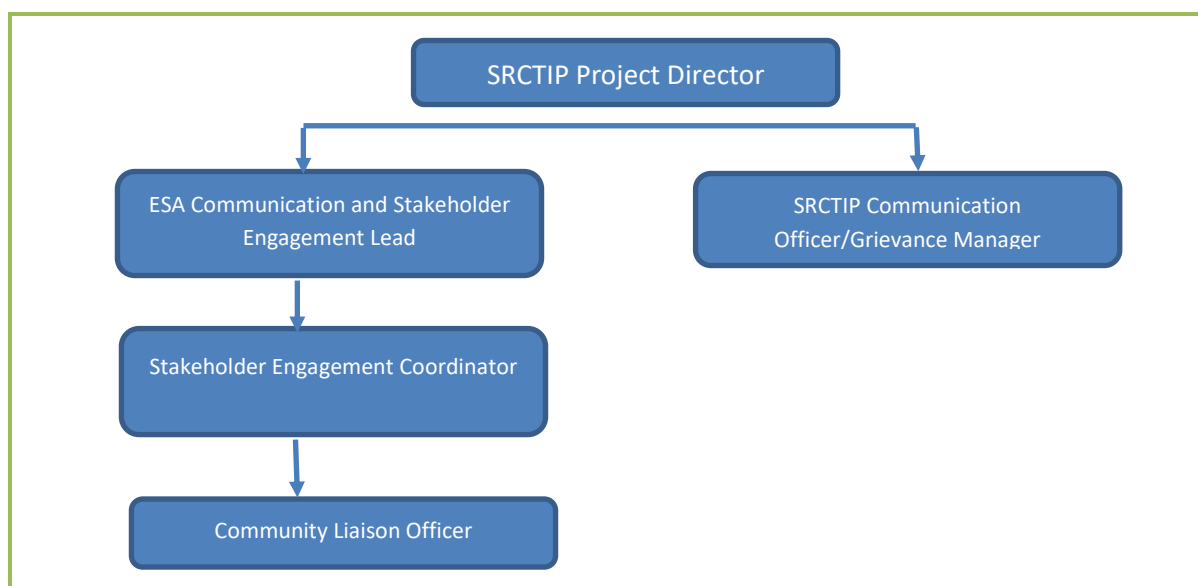 SRCTIP Project Director
ESA Communication and Stakeholder
Engagement Lead
SRCTIP Communication
Officer/Grievance Manager
Stakeholder Engagement Coordinator
Community Liaison Officer